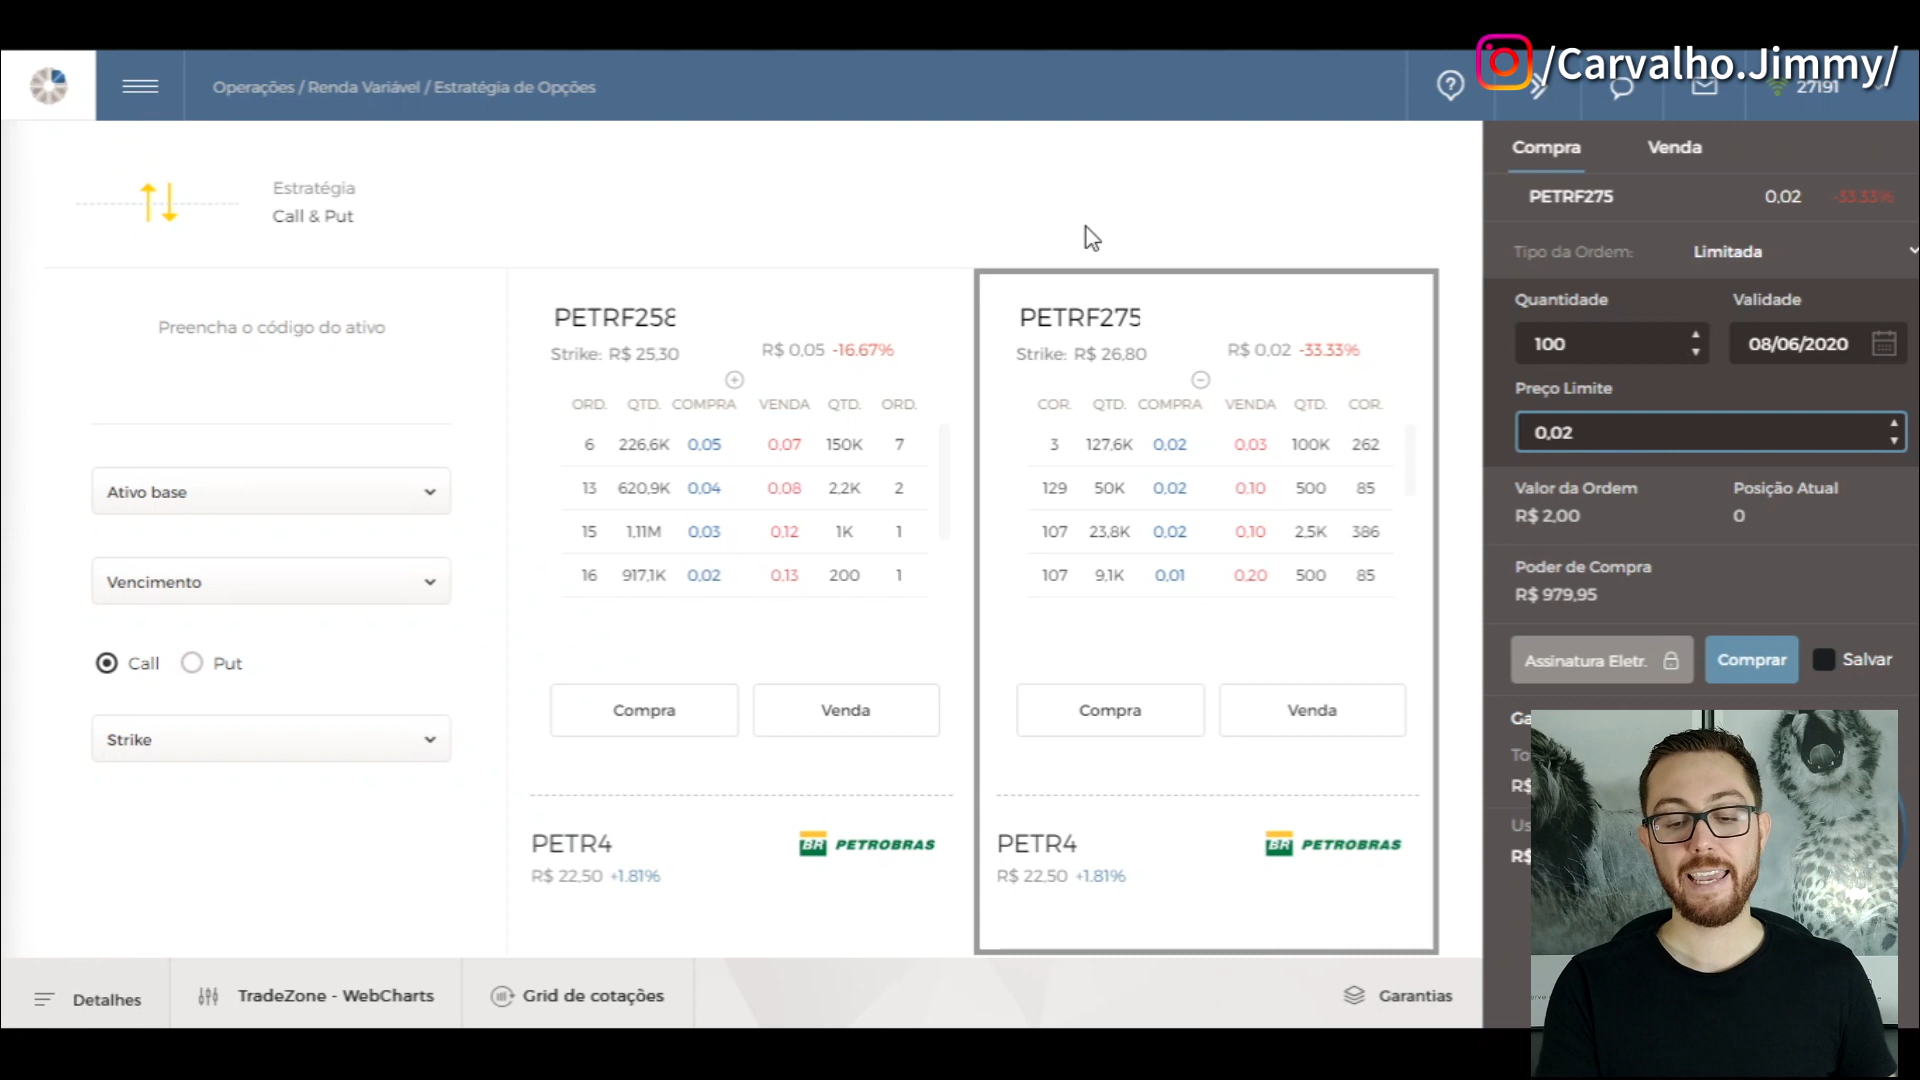 /Carvalho.Jimmy/
Operações / Renda Variável / Estratégia de Opções
27191
Estratégia
Call & Put
Preencha o código do ativo
Ativo base
Vencimento
Call
Put
Strike
PETRF258
Strike: R$ 25,30
R$ 0,05 -16.67%
ORD. QTD. COMPRA VENDA QTD. ORD.
6 226,6K 0,05 0,07 150K 7
13 620,9K 0,04 0,08 2,2K 2
15 1,11M 0,03 0,12 1K 1
16 917,1K 0,02 0,13 200 1
Compra
Venda
PETR4
BR PETROBRAS
R$ 22,50 +1.81%
PETRF275
Strike: R$ 26,80
R$ 0,02 -33.33%
COR. QTD. COMPRA VENDA QTD. COR.
3 127,6K 0,02 0,03 100K 262
129 50K 0,02 0,10 500 85
107 23,8K 0,02 0,10 2,5K 386
107 9,1K 0,01 0,20 500 85
Compra
Venda
PETR4
BR PETROBRAS
R$ 22,50 +1.81%
Compra
Venda
PETRF275 0,02 -33.33%
Tipo da Ordem: Limitada
Quantidade
Validade
100
08/06/2020
Preço Limite
0,02
Valor da Ordem
Posição Atual
R$ 2,00
0
Poder de Compra
R$ 979,95
Assinatura Eletr.
Comprar
Salvar
Ga
To
R$
Us
R$
Detalhes
TradeZone - WebCharts
Grid de cotações
Garantias